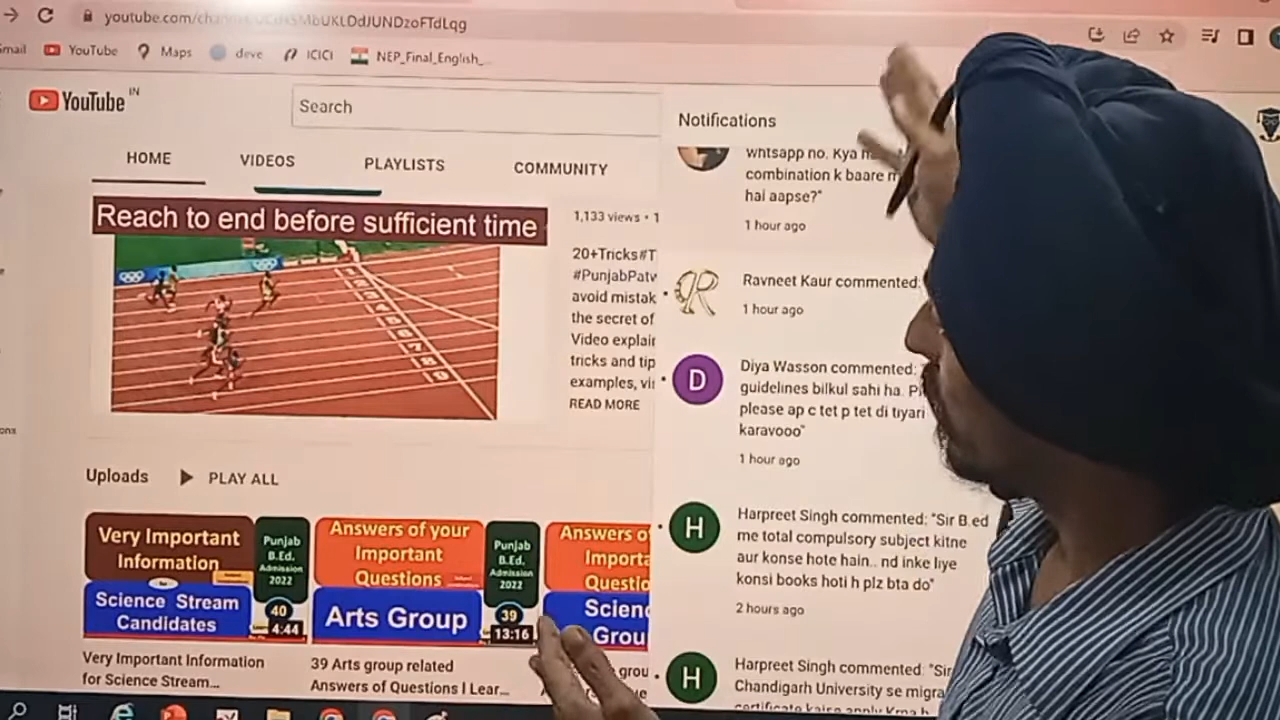 youtube.com/
Gmail YouTube Maps deve ICICI NEP_Final_English_...
YouTube IN
Search
HOME VIDEOS PLAYLISTS COMMUNITY
Reach to end before sufficient time
1,133 views • 1
20+Tricks#T
#PunjabPatw
avoid mistak
the secret of
Video explair
tricks and tip
examples, vis
READ MORE
Uploads PLAY ALL
Very Important
Information
for
Science Stream
Candidates
Punjab
B.Ed.
Admission
2022
40
4:44
Answers of your
Important
Questions
Arts Group
Punjab
B.Ed.
Admission
2022
39
13:16
Answers o
Importa
Questio
Scien
Grou
Very Important Information
for Science Stream...
39 Arts group related
Answers of Questions I Lear...
grou
Notifications
whtsapp no. Kya
combination k baare
hai aapse?"
1 hour ago
Ravneet Kaur commented:
1 hour ago
D
Diya Wasson commented:
guidelines bilkul sahi ha.
please ap c tet p tet di tiyari
karavooo"
1 hour ago
H
Harpreet Singh commented: "Sir B.ed
me total compulsory subject kitne
aur konse hote hain.. nd inke liye
konsi books hoti h plz bta do"
2 hours ago
H
Harpreet Singh commented: "Sir
Chandigarh University se migra
certificate kaise apply